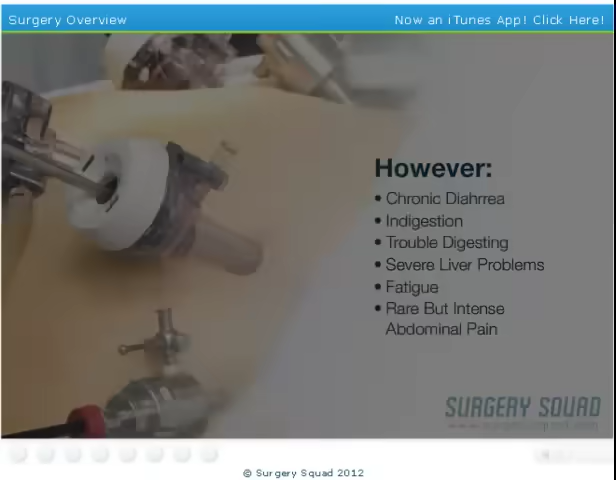 Surgery Overview
Now an iTunes App! Click Here!
However:
• Chronic Diahrrea
• Indigestion
• Trouble Digesting
• Severe Liver Problems
• Fatigue
• Rare But Intense
Abdominal Pain
SURGERY SQUAD
© Surgery Squad 2012